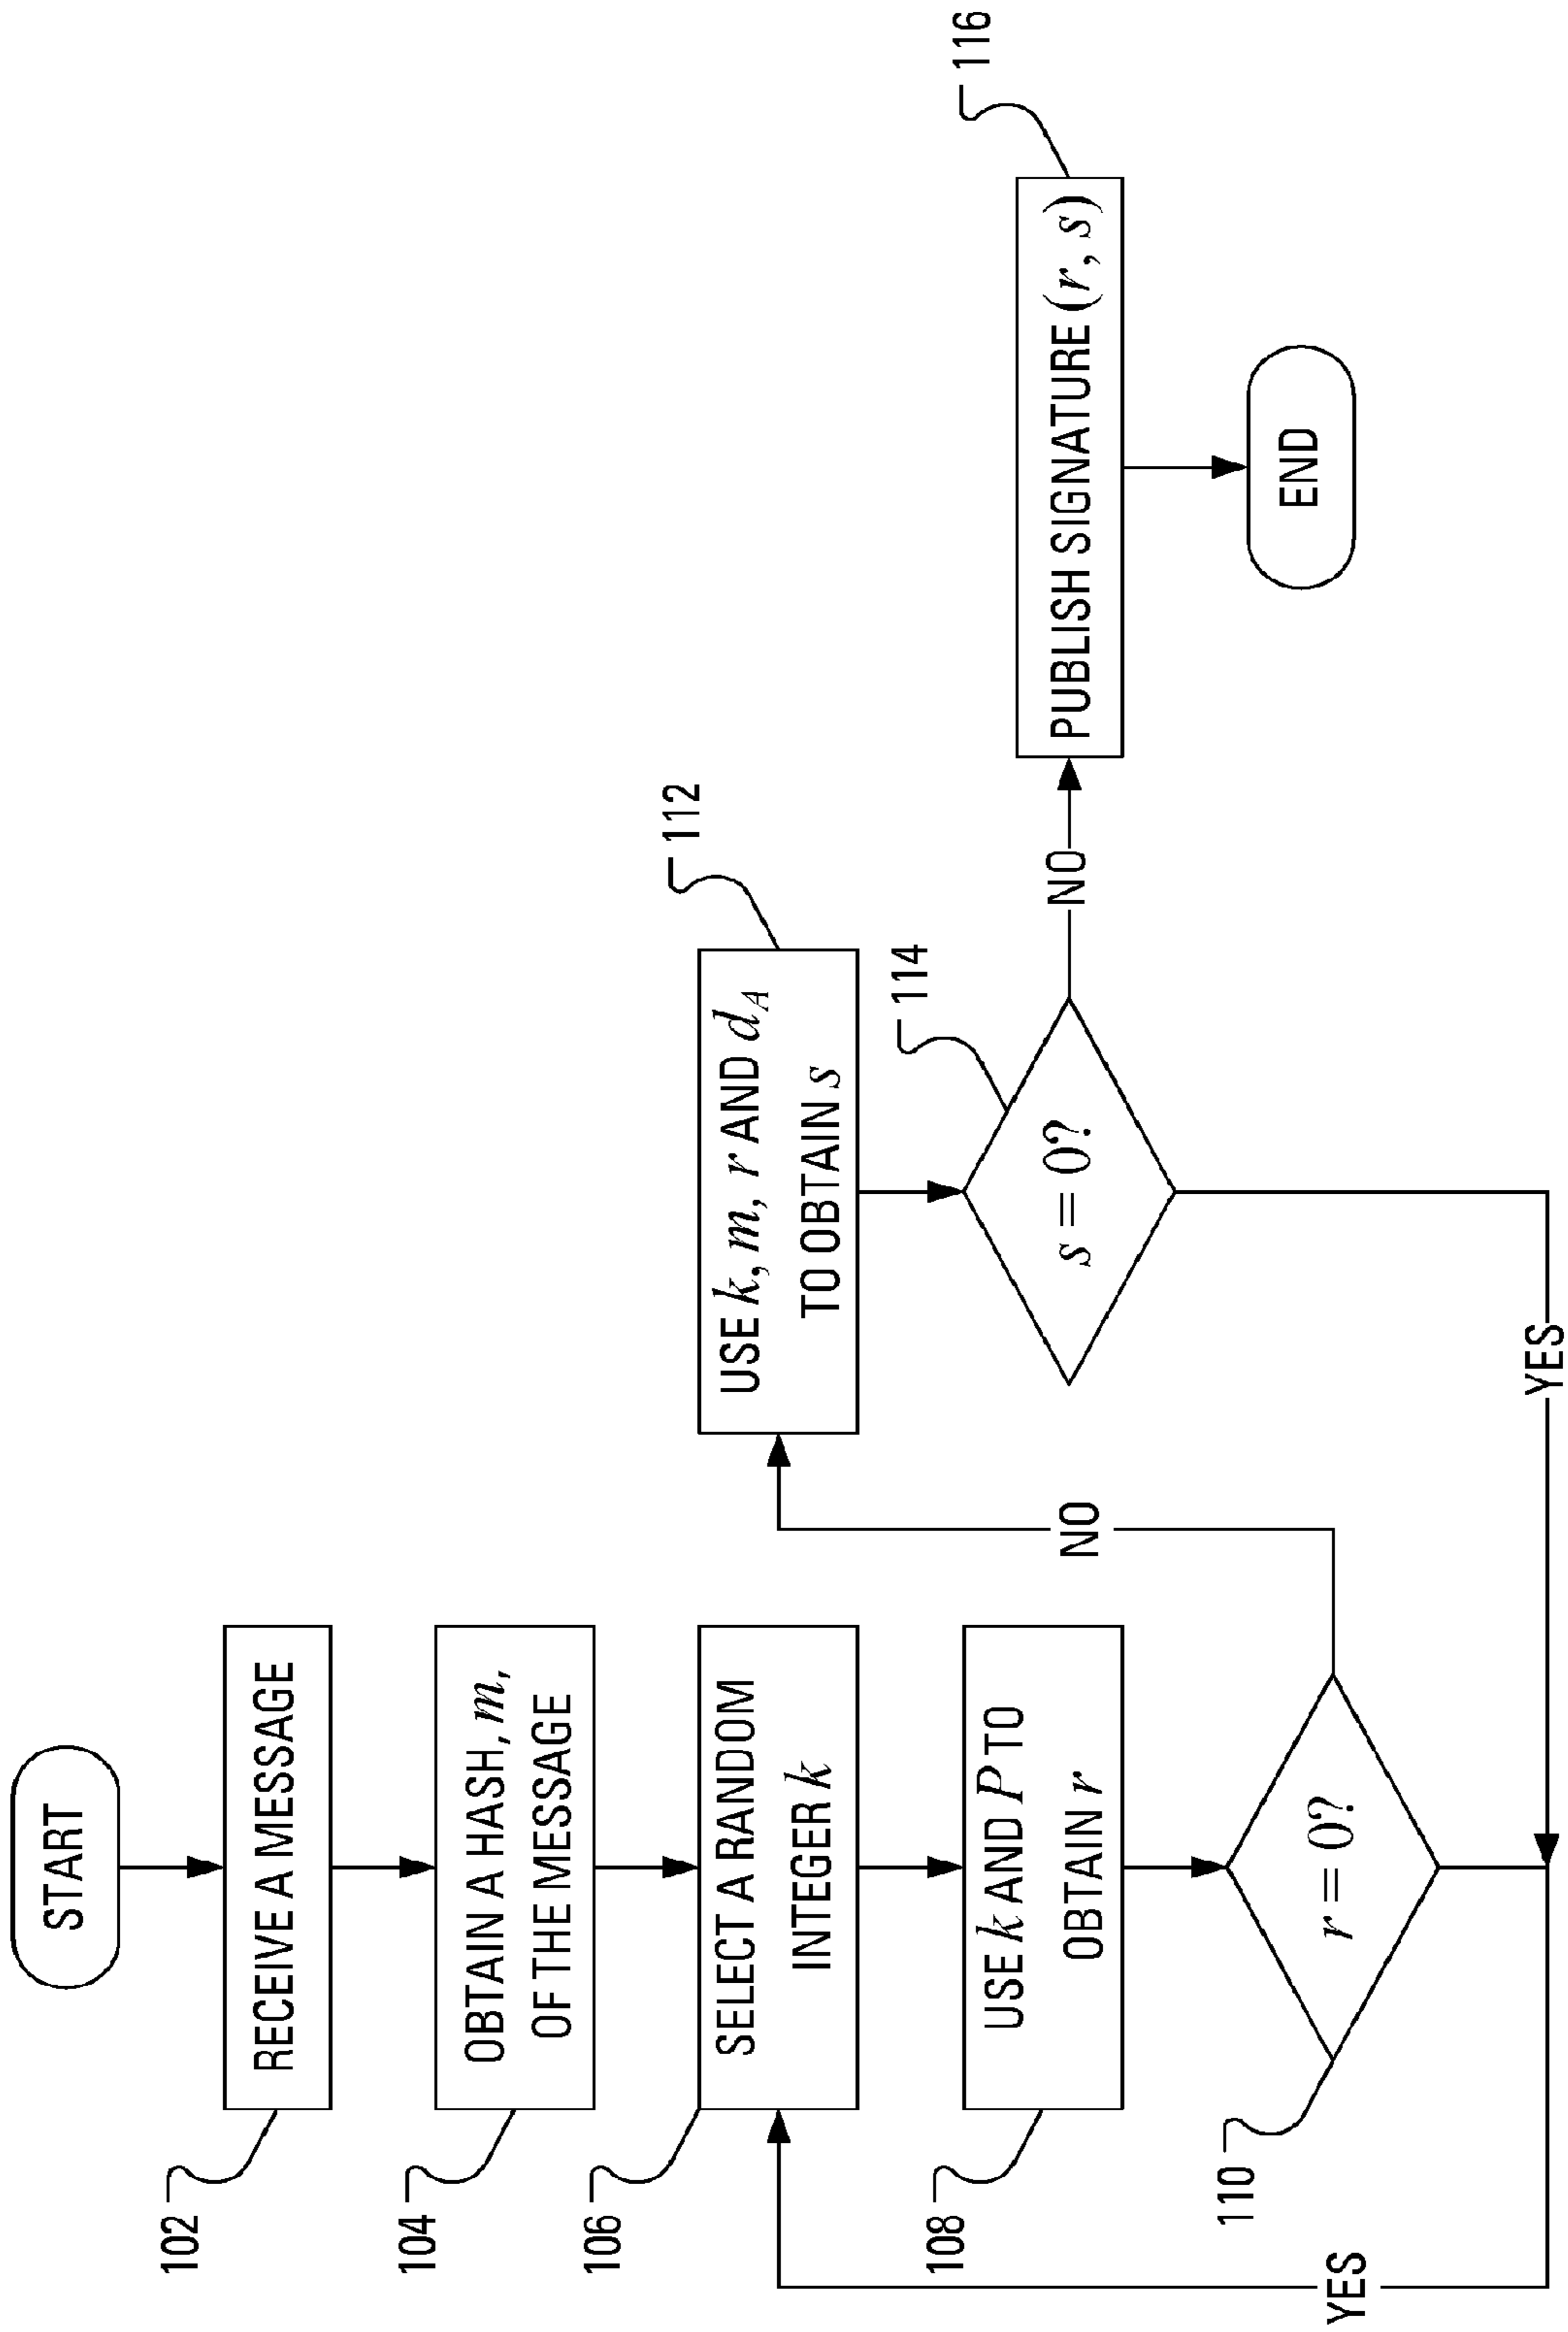 START
RECEIVE A MESSAGE
102
OBTAIN A HASH, m,
OF THE MESSAGE
104
SELECT A RANDOM
INTEGER k
106
USE k AND P TO
OBTAIN r
108
r = 0?
110
YES
NO
USE k, m, r AND d_A
TO OBTAIN s
112
s = 0?
114
YES
NO
PUBLISH SIGNATURE (r, s)
116
END